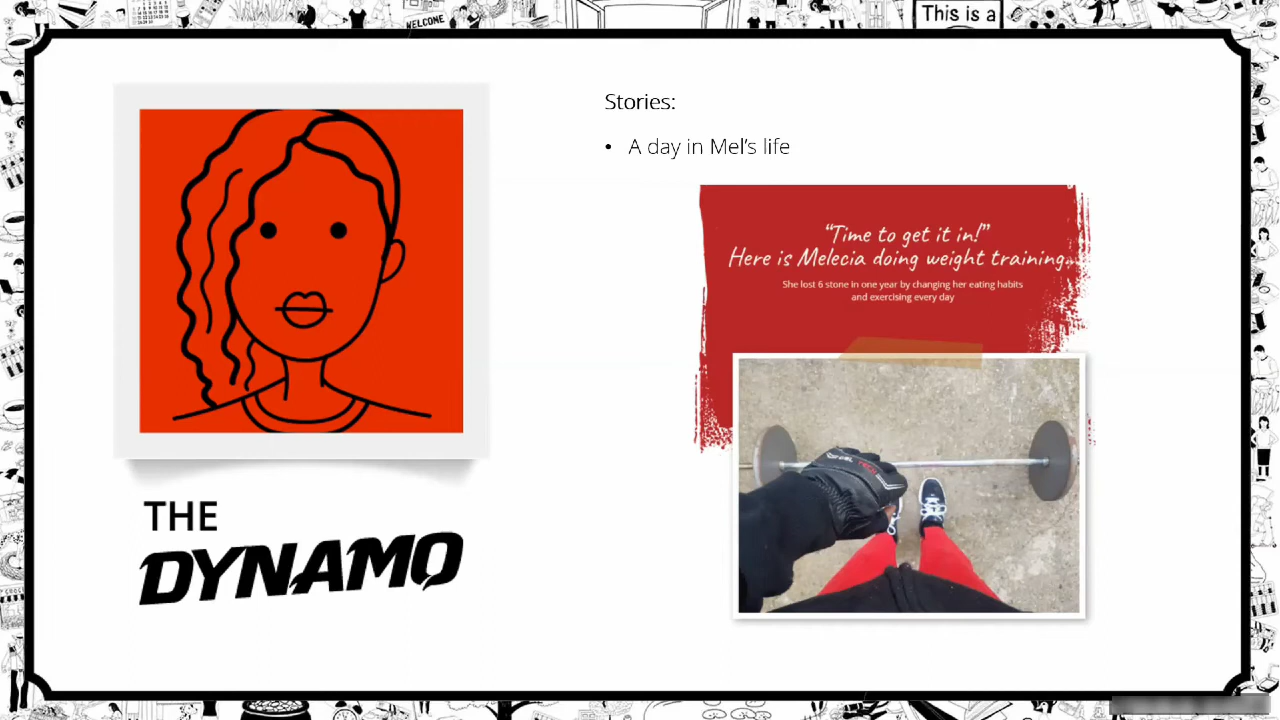 WELCOME
This is a
Stories:
• A day in Mel’s life
“Time to get it in!”
Here is Melecia doing weight training...
She lost 6 stone in one year by changing her eating habits
and exercising every day
THE
DYNAMO